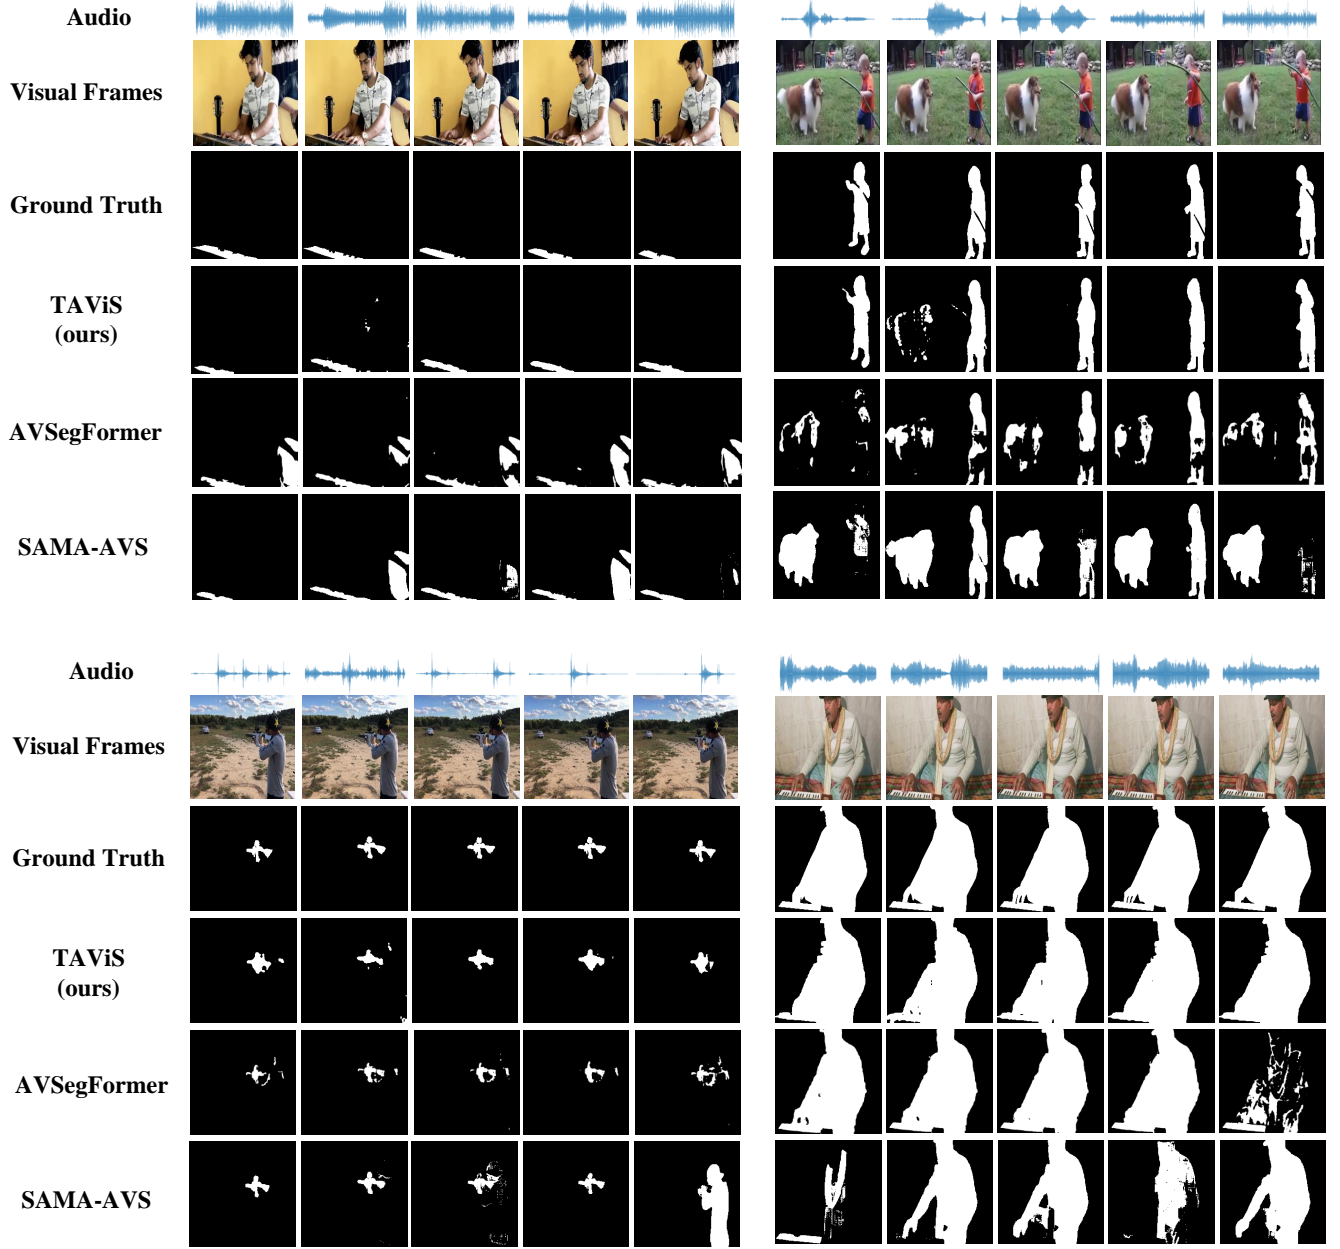 Audio
Visual Frames
Ground Truth
TAViS
(ours)
AVSegFormer
SAMA-AVS
Audio
Visual Frames
Ground Truth
TAViS
(ours)
AVSegFormer
SAMA-AVS